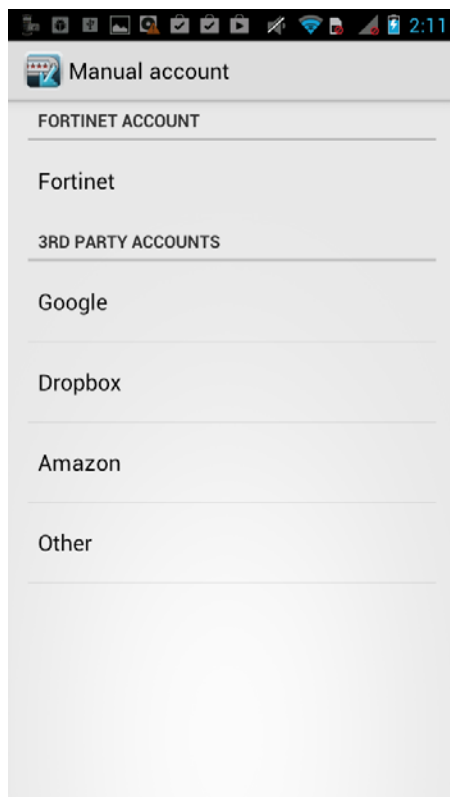 2:11
Manual account
FORTINET ACCOUNT
Fortinet
3RD PARTY ACCOUNTS
Google
Dropbox
Amazon
Other